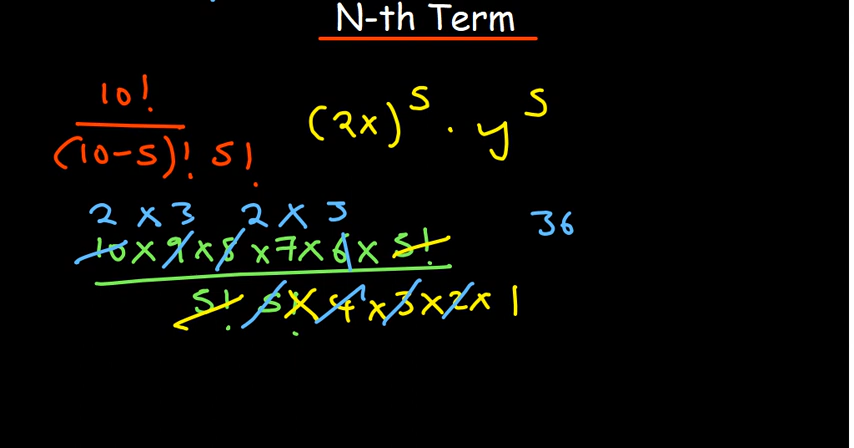 N-th Term
10!
(10-5)! 5!
(2x)^5 · y^5
2 x 3 2 x 3
10 x 9 x 8 x 7 x 6 x 5!
36
5! 5! x 4 x 3 x 2 x 1